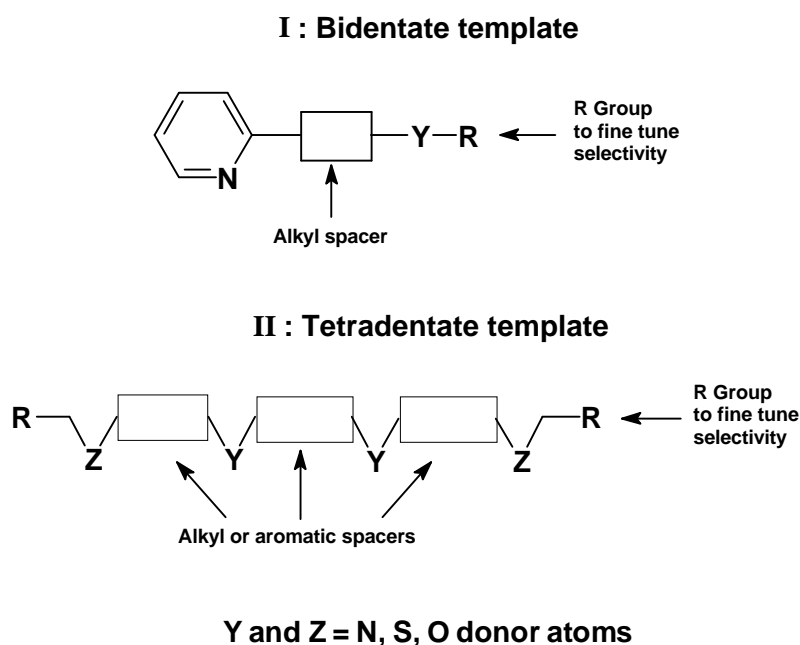 I : Bidentate template
N
Y
R
R Group
to fine tune
selectivity
Alkyl spacer
II : Tetradentate template
R
Z
Y
Y
Z
R
R Group
to fine tune
selectivity
Alkyl or aromatic spacers
Y and Z = N, S, O donor atoms